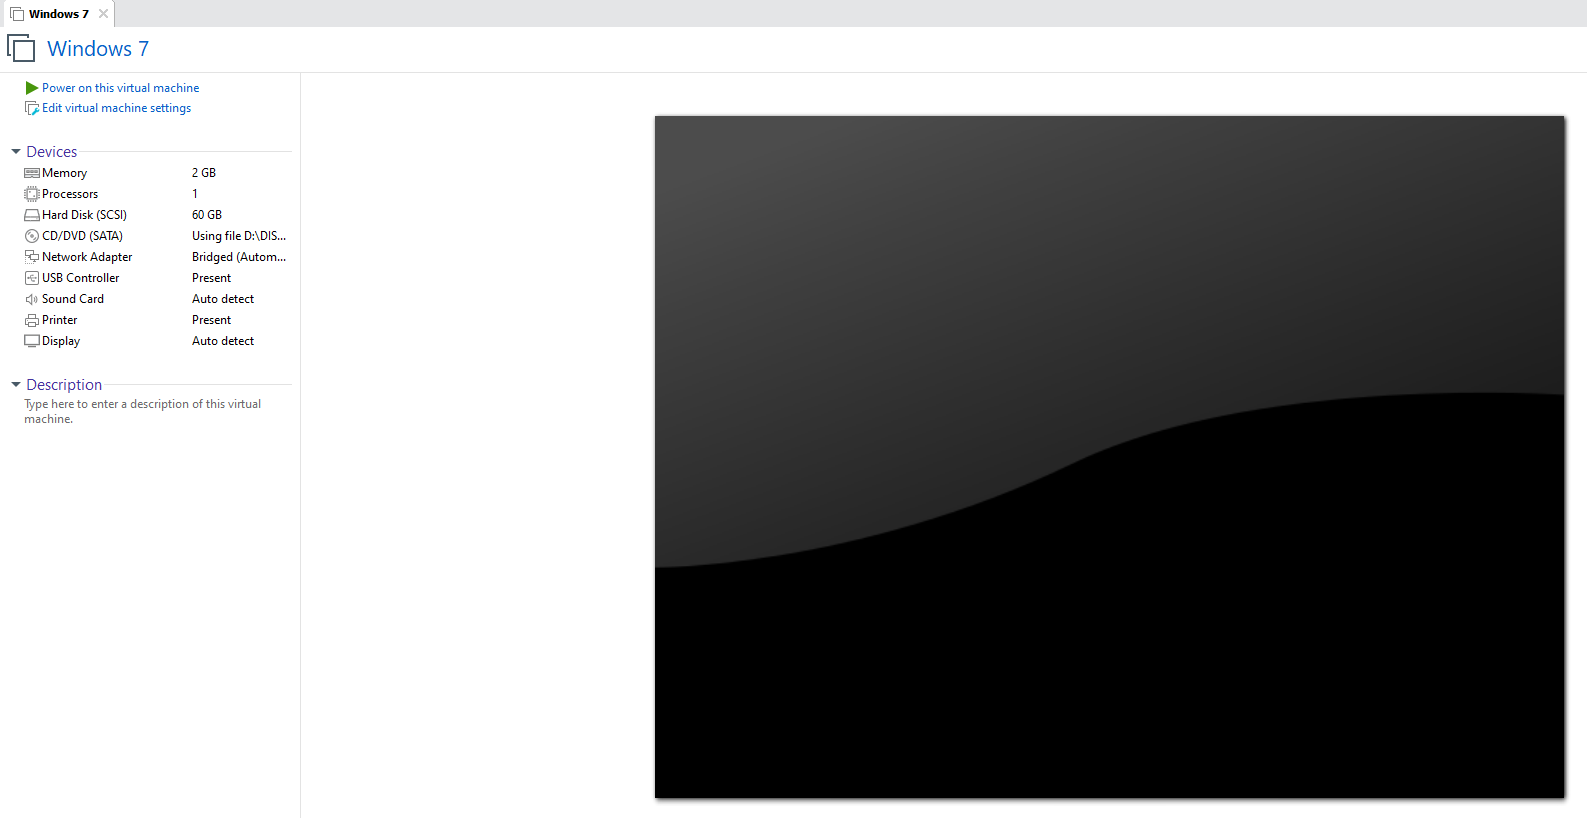 Windows 7
Windows 7
Power on this virtual machine
Edit virtual machine settings
Devices
Memory 2 GB
Processors 1
Hard Disk (SCSI) 60 GB
CD/DVD (SATA) Using file D:\DIS...
Network Adapter Bridged (Autom...
USB Controller Present
Sound Card Auto detect
Printer Present
Display Auto detect
Description
Type here to enter a description of this virtual
machine.